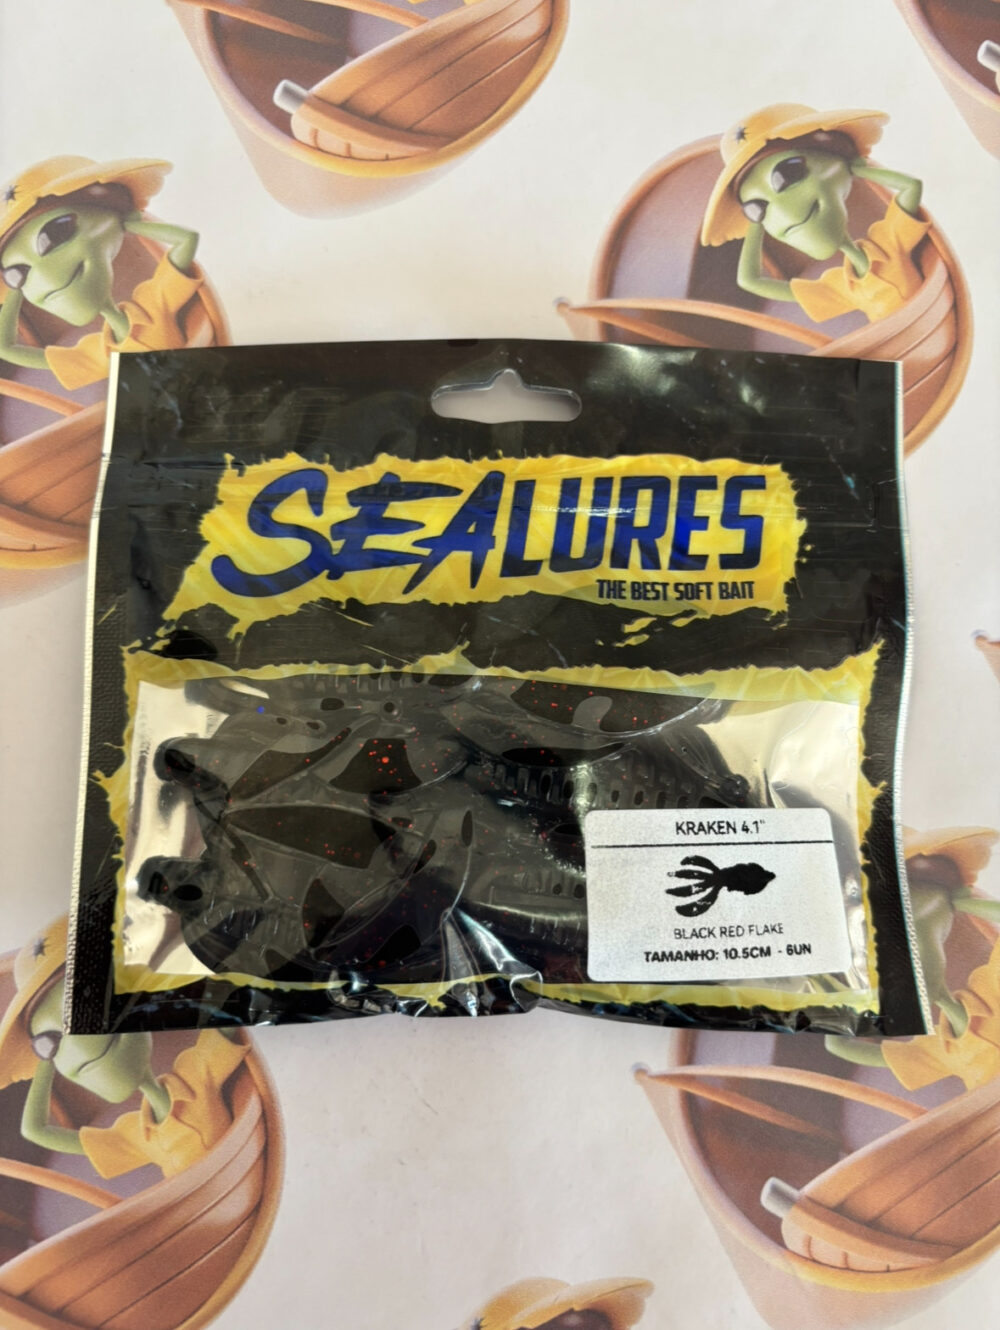 SEALURES
THE BEST SOFT BAIT
KRAKEN 4.1"
BLACK RED FLAKE
TAMANHO: 10.5CM - 6UN